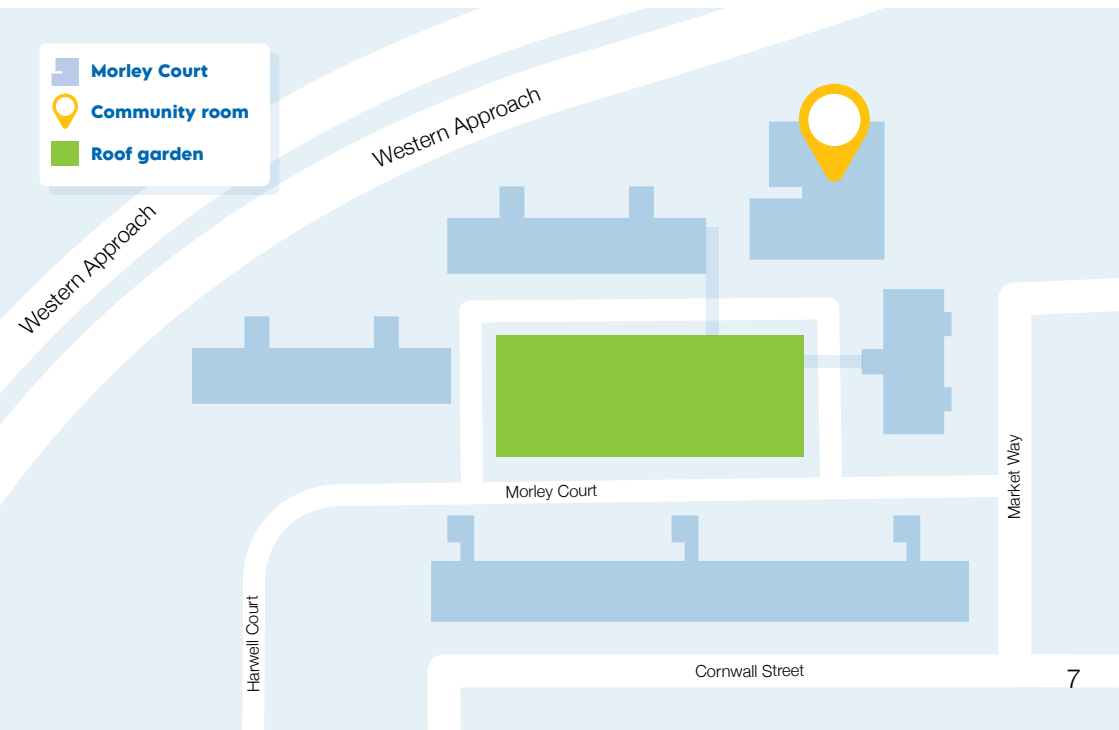 Morley Court
Community room
Roof garden
Western Approach
Western Approach
Morley Court
Market Way
Harwell Court
Cornwall Street
7